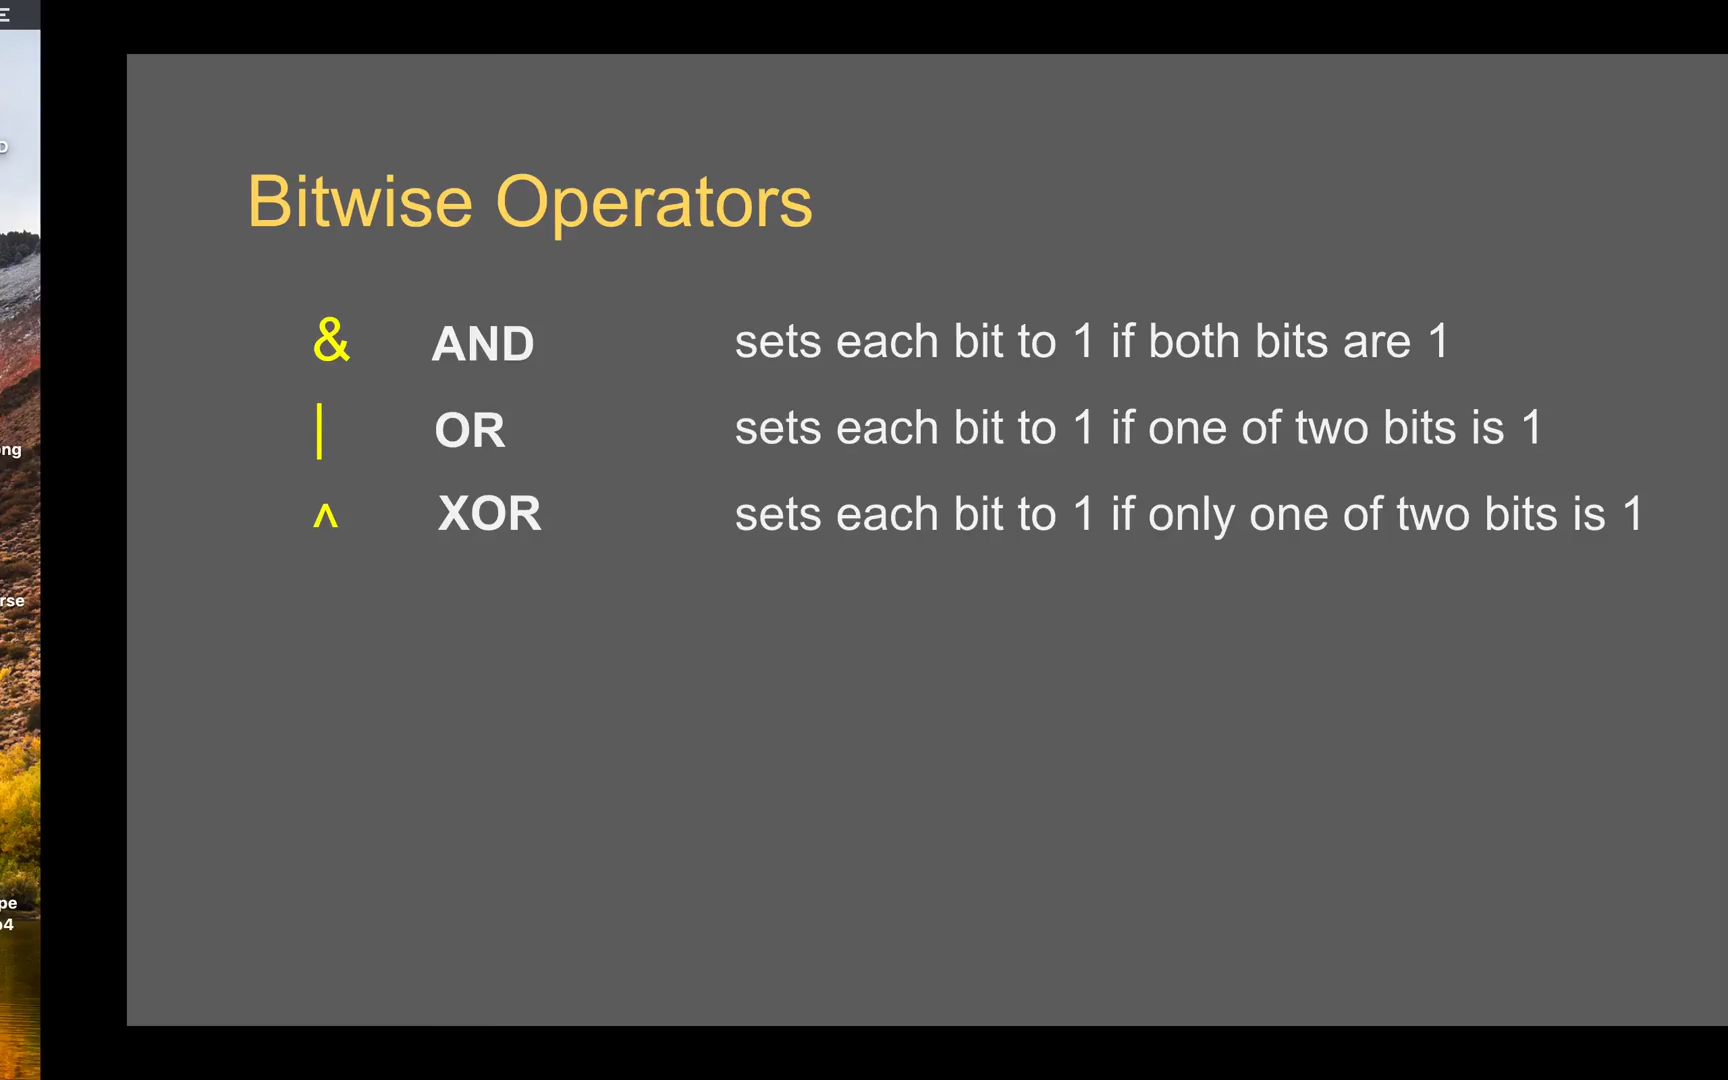 Bitwise Operators
& AND sets each bit to 1 if both bits are 1
| OR sets each bit to 1 if one of two bits is 1
^ XOR sets each bit to 1 if only one of two bits is 1